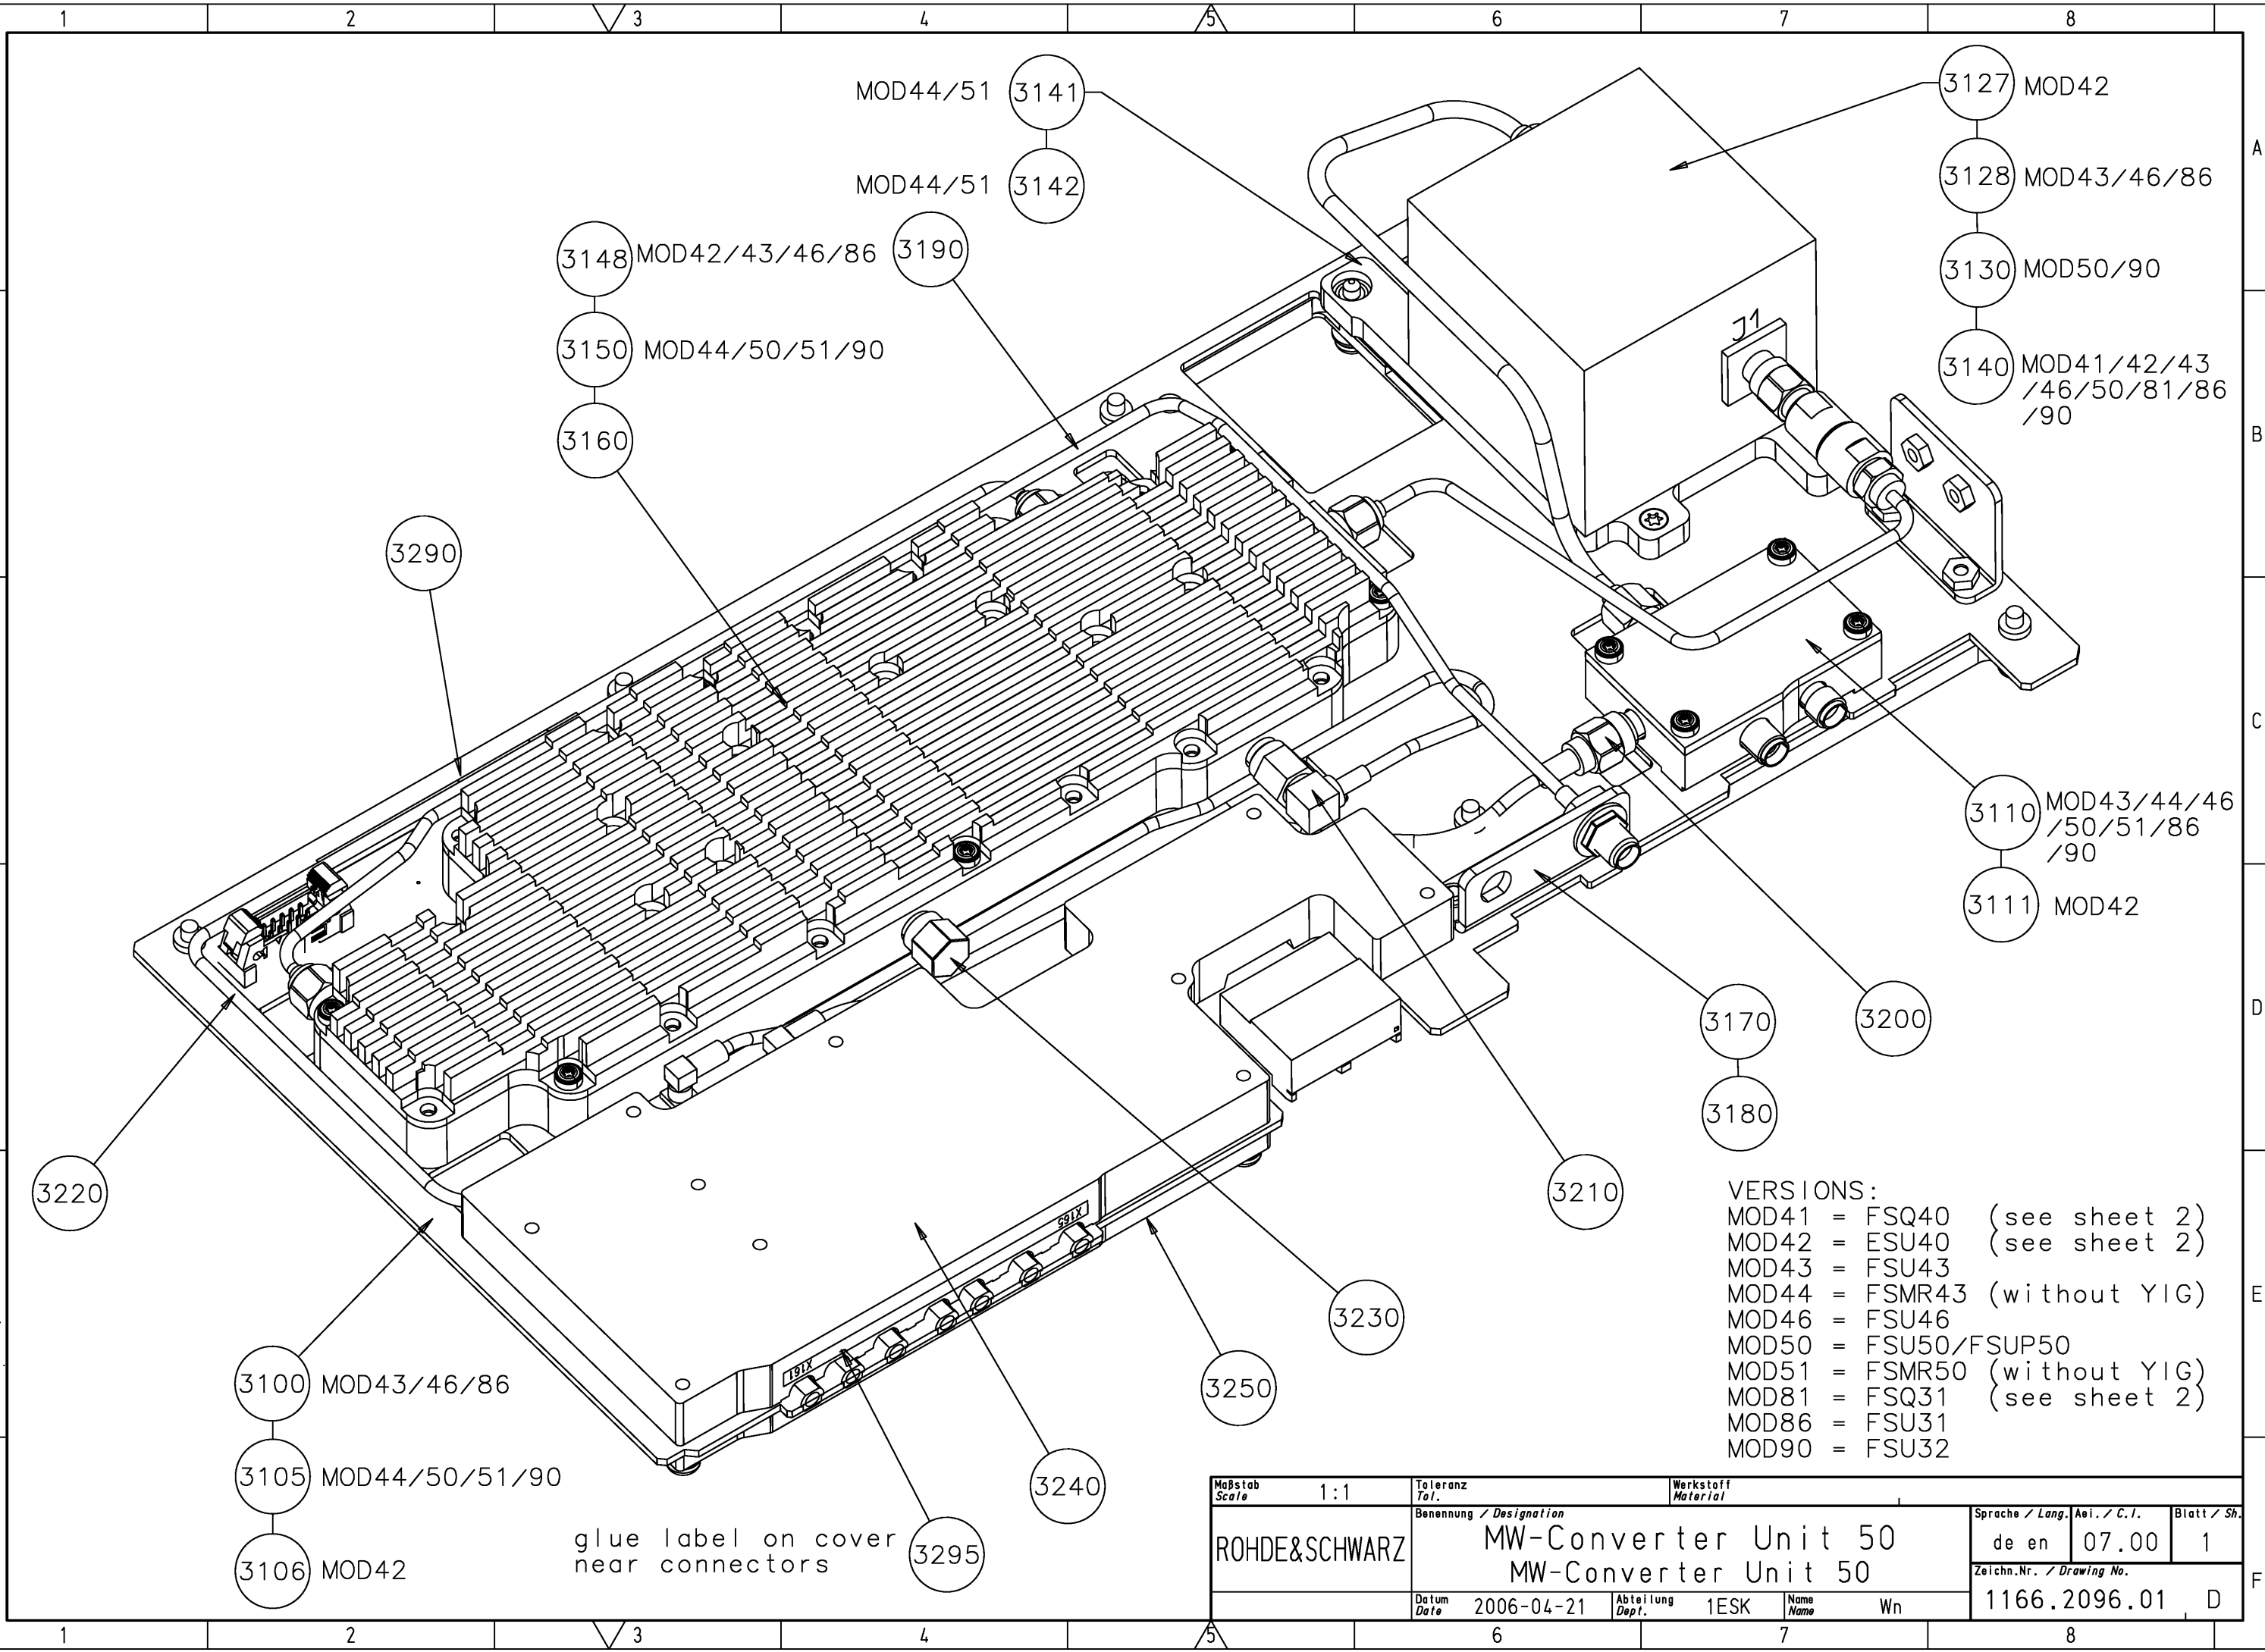 1 2 3 4 5 6 7 8
A
B
C
D
E
F
MOD44/51 3141
MOD44/51 3142
3127 MOD42
3128 MOD43/46/86
3130 MOD50/90
3140 MOD41/42/43
/46/50/81/86
/90
3148 MOD42/43/46/86
3190
3150 MOD44/50/51/90
3160
J1
3290
3110 MOD43/44/46
/50/51/86
/90
3111 MOD42
3170
3200
3180
3220
3210
3230
3250
3240
X165
X161
3100 MOD43/46/86
3105 MOD44/50/51/90
3106 MOD42
glue label on cover
near connectors
3295
VERSIONS:
MOD41 = FSQ40 (see sheet 2)
MOD42 = ESU40 (see sheet 2)
MOD43 = FSU43
MOD44 = FSMR43 (without YIG)
MOD46 = FSU46
MOD50 = FSU50/FSUP50
MOD51 = FSMR50 (without YIG)
MOD81 = FSQ31 (see sheet 2)
MOD86 = FSU31
MOD90 = FSU32
Maßstab
Scale
1:1
Toleranz
Tol.
Werkstoff
Material
ROHDE&SCHWARZ
Benennung / Designation
MW-Converter Unit 50
MW-Converter Unit 50
Sprache / Lang.
de en
Aei. / C.I.
07.00
Blatt / Sh.
1
Zeichn.Nr. / Drawing No.
1166.2096.01 D
Datum
Date
2006-04-21
Abteilung
Dept.
1ESK
Name
Name
Wn
1 2 3 4 5 6 7 8